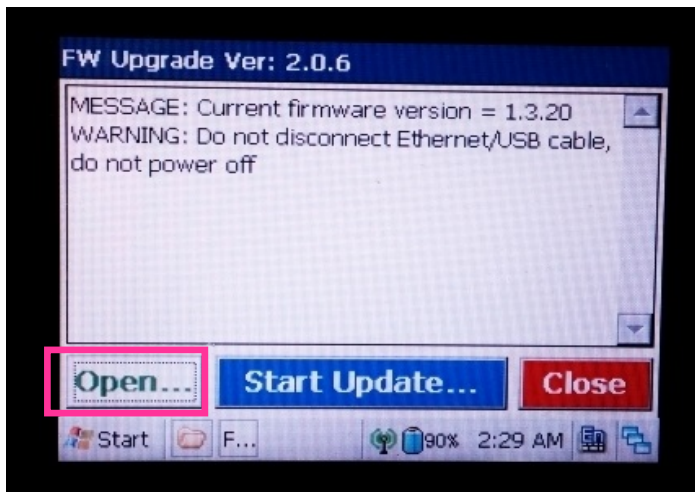 FW Upgrade Ver: 2.0.6
MESSAGE: Current firmware version = 1.3.20
WARNING: Do not disconnect Ethernet/USB cable,
do not power off
Open... Start Update... Close
Start F... 90% 2:29 AM